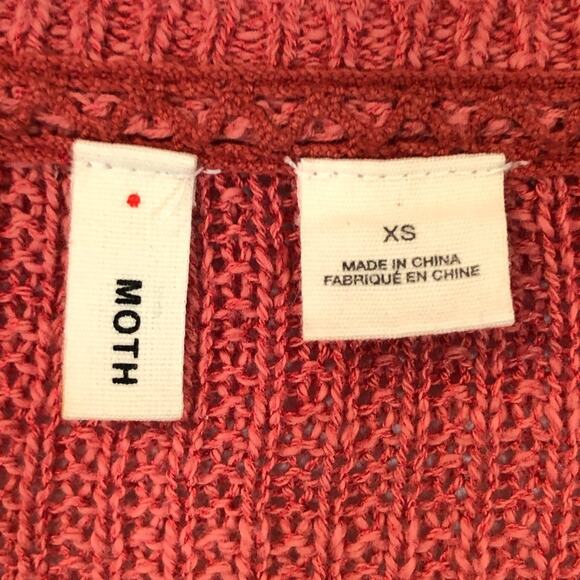 MOTH
XS
MADE IN CHINA
FABRIQUÉ EN CHINE